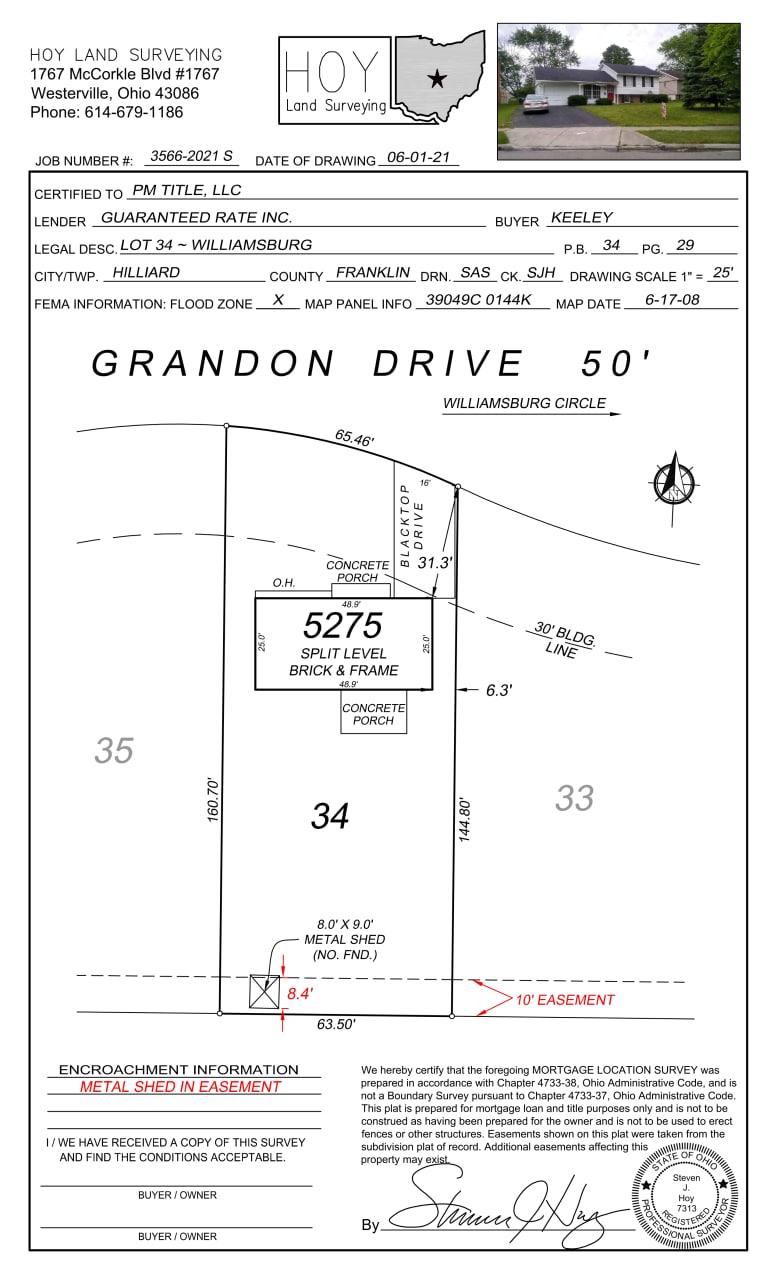 HOY LAND SURVEYING
1767 McCorkle Blvd #1767
Westerville, Ohio 43086
Phone: 614-679-1186
HOY
Land Surveying
JOB NUMBER #: 3566-2021 S DATE OF DRAWING 06-01-21
CERTIFIED TO PM TITLE, LLC
LENDER GUARANTEED RATE INC. BUYER KEELEY
LEGAL DESC. LOT 34 ~ WILLIAMSBURG P.B. 34 PG. 29
CITY/TWP. HILLIARD COUNTY FRANKLIN DRN. SAS CK. SJH DRAWING SCALE 1" = 25'
FEMA INFORMATION: FLOOD ZONE X MAP PANEL INFO 39049C 0144K MAP DATE 6-17-08
GRANDON DRIVE 50'
WILLIAMSBURG CIRCLE
65.46'
16'
N
BLACKTOP
DRIVE
31.3'
CONCRETE
PORCH
O.H.
48.9'
5275
25.0'
25.0'
SPLIT LEVEL
BRICK & FRAME
48.9'
30' BLDG.
LINE
6.3'
CONCRETE
PORCH
35
33
34
160.70'
144.80'
8.0' X 9.0'
METAL SHED
(NO. FND.)
8.4'
10' EASEMENT
63.50'
ENCROACHMENT INFORMATION
METAL SHED IN EASEMENT
I / WE HAVE RECEIVED A COPY OF THIS SURVEY
AND FIND THE CONDITIONS ACCEPTABLE.
BUYER / OWNER
BUYER / OWNER
We hereby certify that the foregoing MORTGAGE LOCATION SURVEY was
prepared in accordance with Chapter 4733-38, Ohio Administrative Code, and is
not a Boundary Survey pursuant to Chapter 4733-37, Ohio Administrative Code.
This plat is prepared for mortgage loan and title purposes only and is not to be
construed as having been prepared for the owner and is not to be used to erect
fences or other structures. Easements shown on this plat were taken from the
subdivision plat of record. Additional easements affecting this
property may exist.
By Steven J. Hoy
STATE OF OHIO
Steven
J.
Hoy
7313
REGISTERED
PROFESSIONAL SURVEYOR